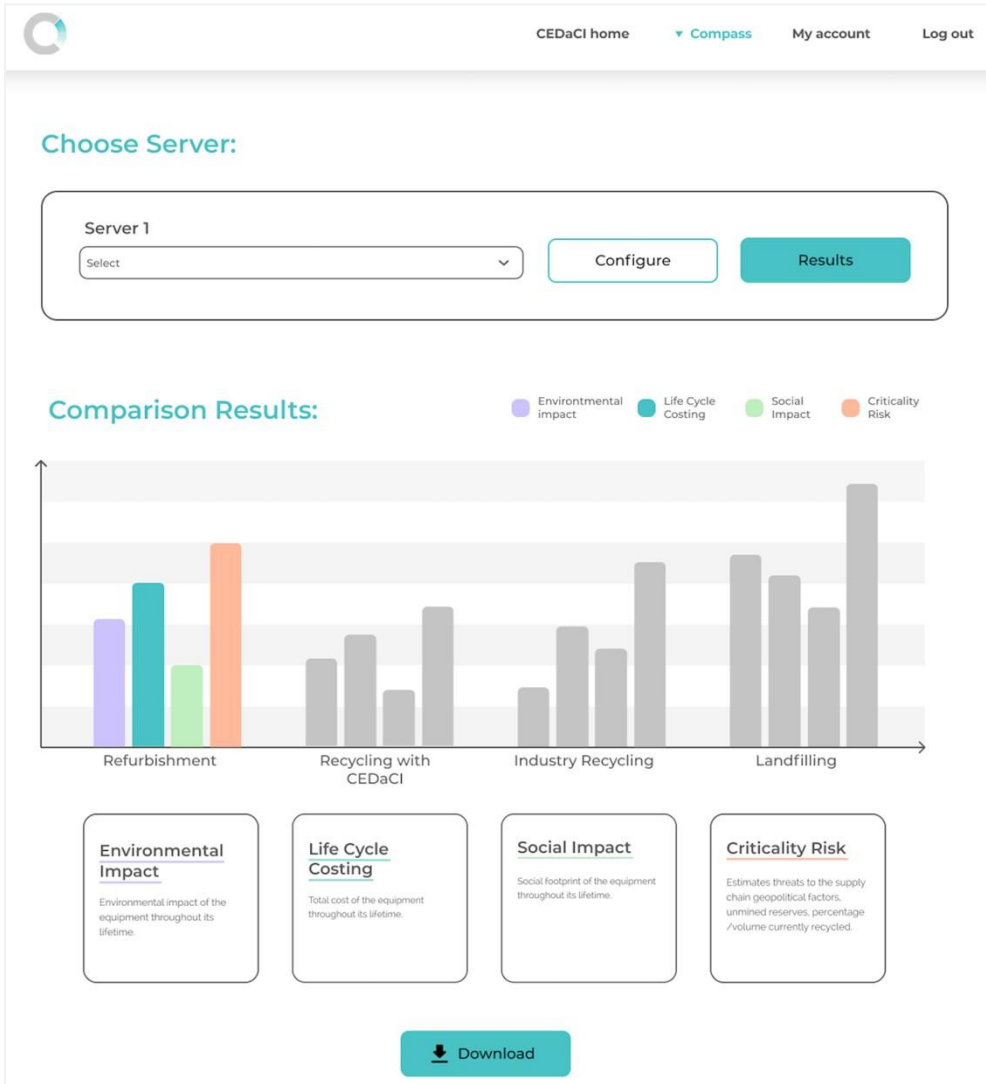 CEDaCI home ▼ Compass My account Log out
Choose Server:
Server 1
Select
Configure
Results
Comparison Results:
Environtmental
impact
Life Cycle
Costing
Social
Impact
Criticality
Risk
Refurbishment
Recycling with
CEDaCI
Industry Recycling
Landfilling
Environmental
Impact
Environmental impact of the
equipment throughout its
lifetime.
Life Cycle
Costing
Total cost of the equipment
throughout its lifetime.
Social Impact
Social footprint of the equipment
throughout its lifetime.
Criticality Risk
Estimates threats to the supply
chain geopolitical factors,
unmined reserves, percentage
/volume currently recycled.
Download